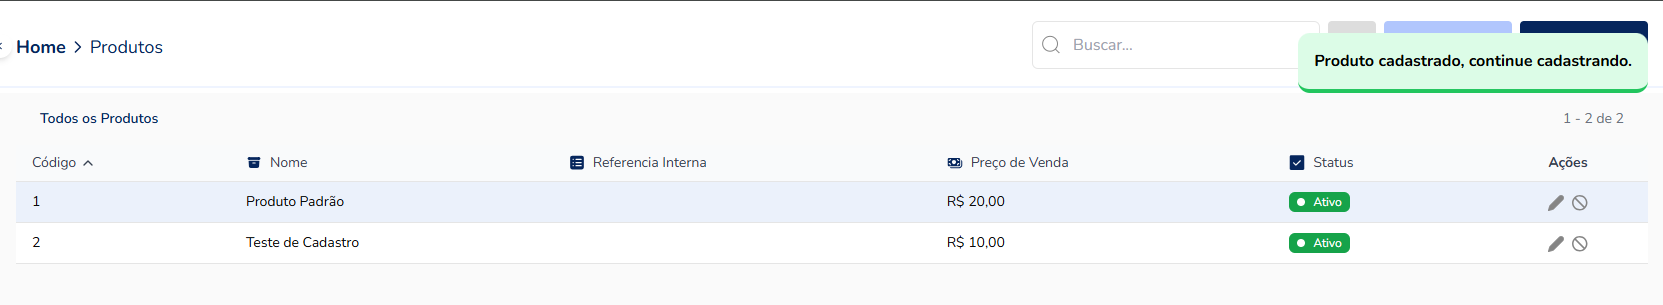 Home > Produtos
Buscar...
Produto cadastrado, continue cadastrando.
Todos os Produtos
1 - 2 de 2
Código Nome Referencia Interna Preço de Venda Status Ações
1 Produto Padrão R$ 20,00 Ativo
2 Teste de Cadastro R$ 10,00 Ativo